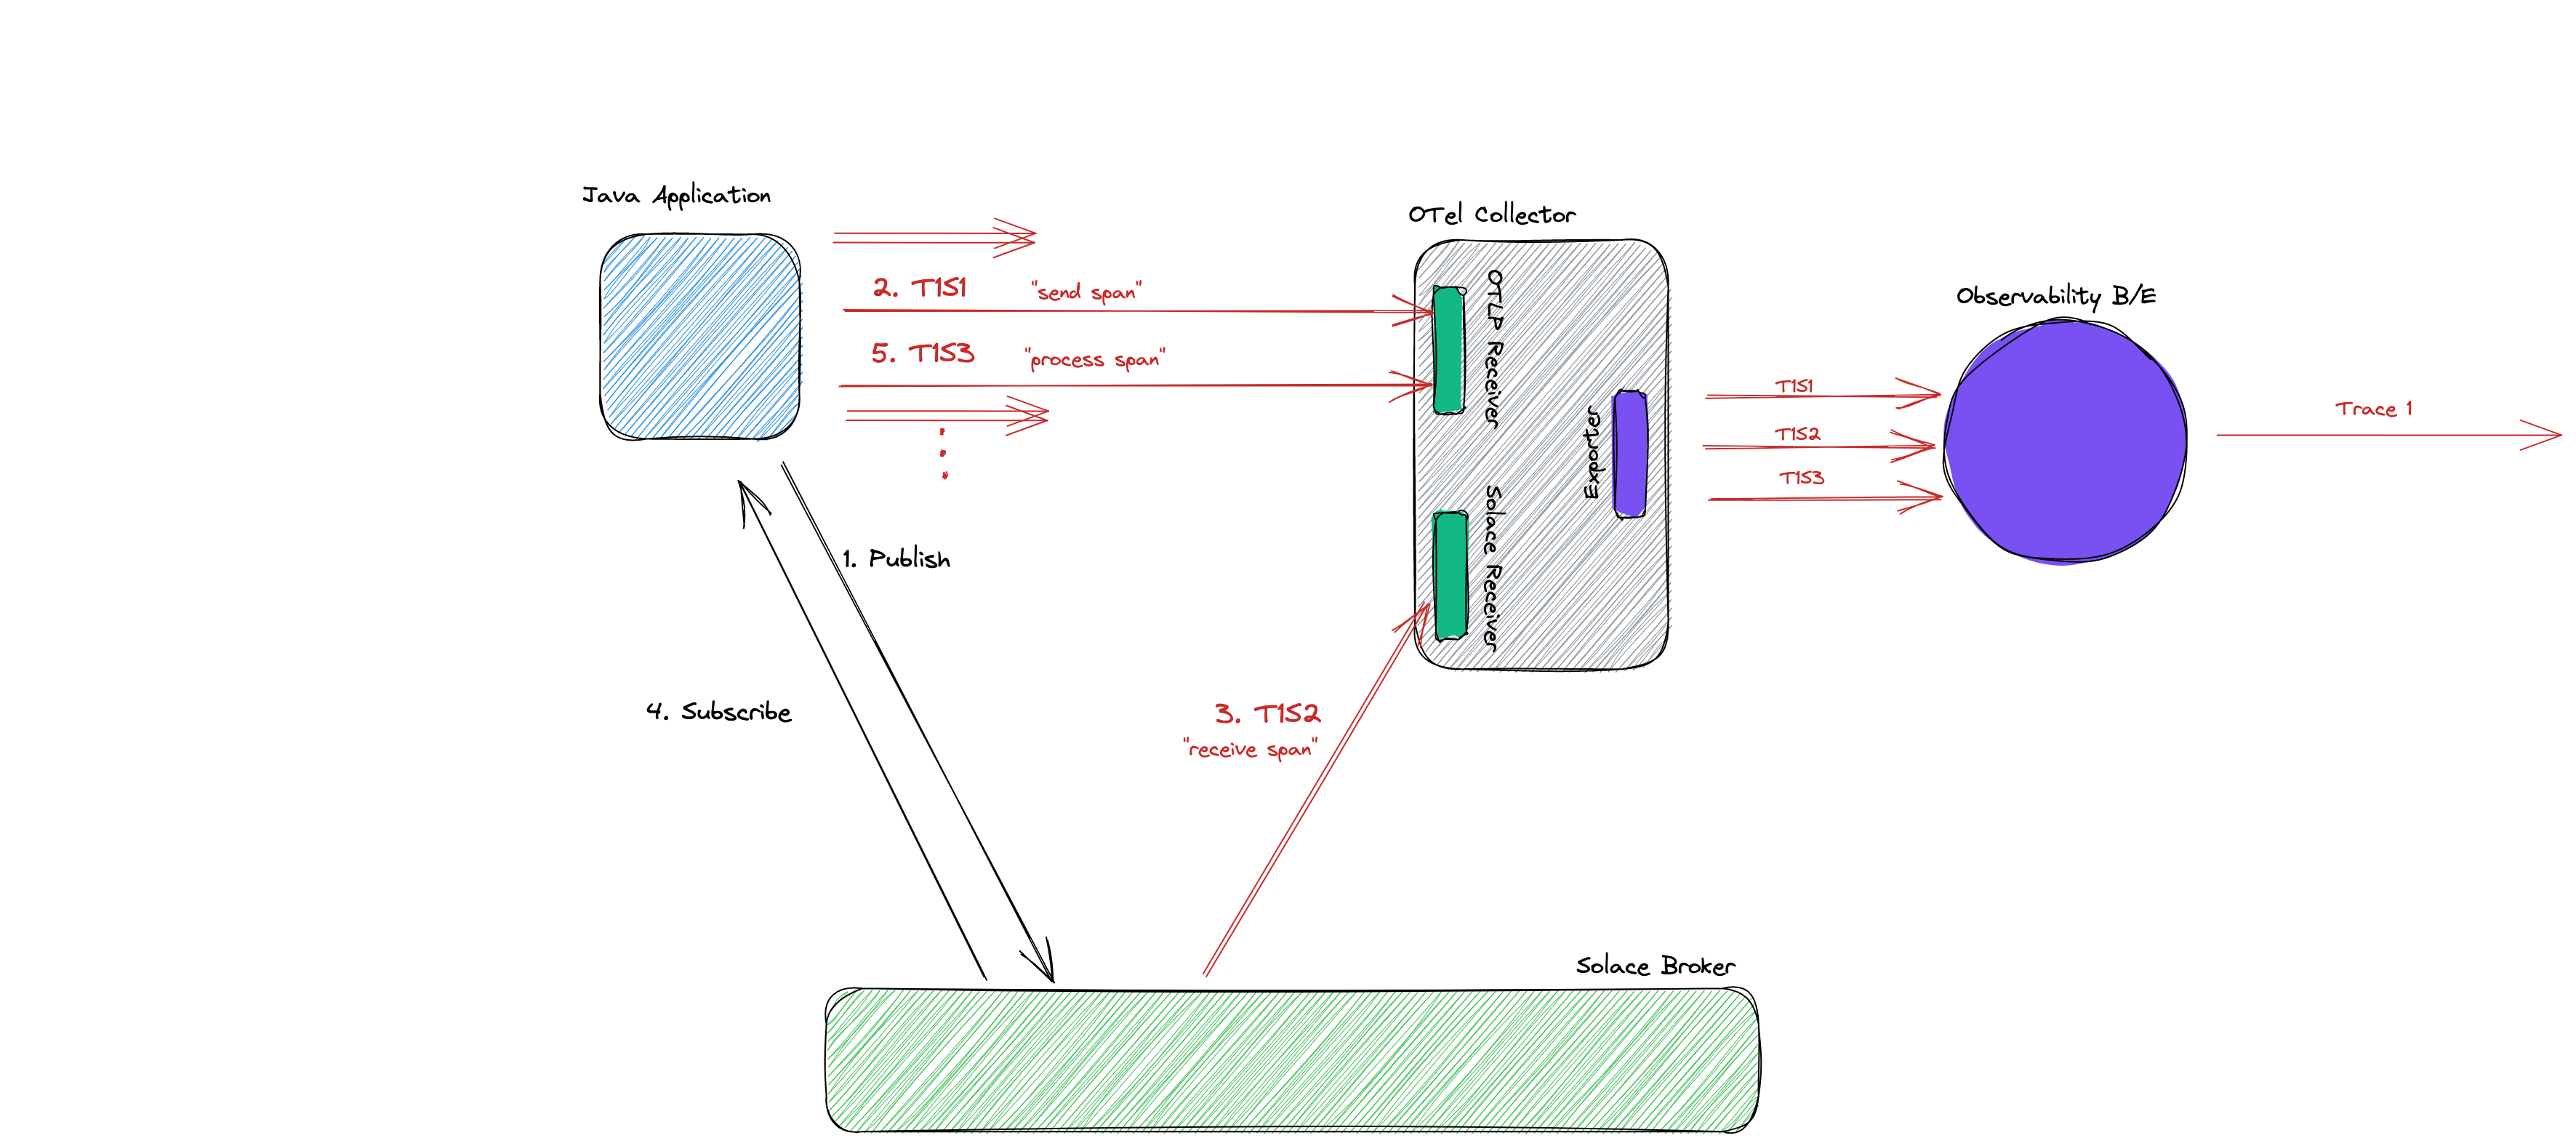 Java Application
OTel Collector
2. T1S1
"send span"
5. T1S3
"process span"
OTLP Receiver
Exporter
Solace Receiver
Observability B/E
T1S1
T1S2
T1S3
Trace 1
1. Publish
4. Subscribe
3. T1S2
"receive span"
Solace Broker